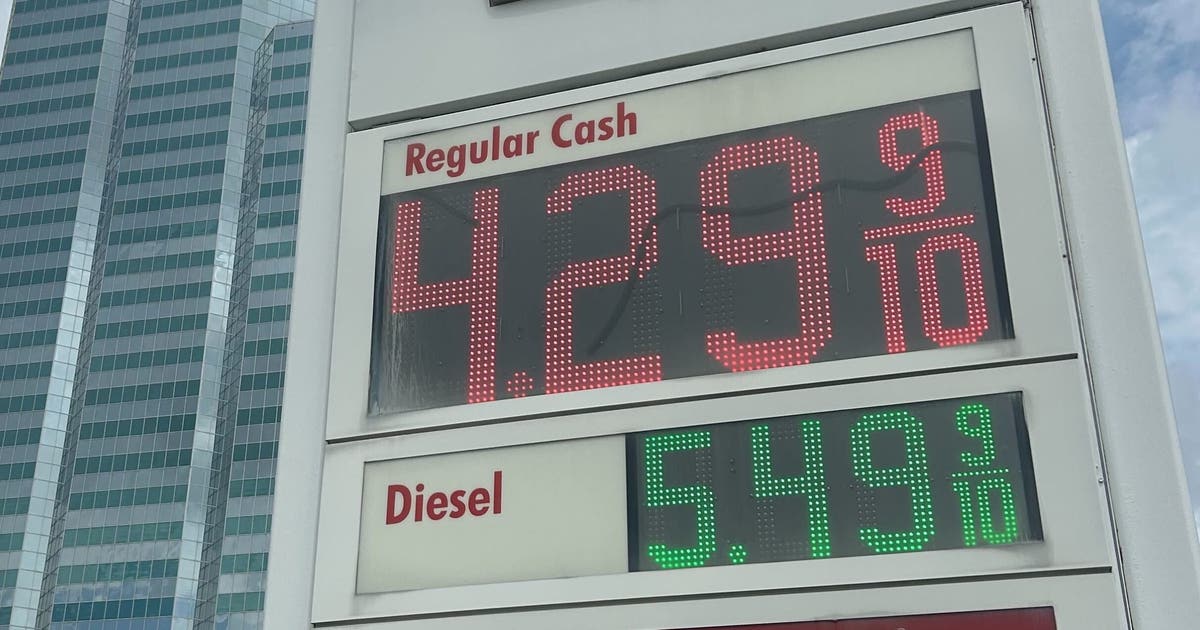 Regular Cash
4.29 9/10
Diesel
5.49 9/10